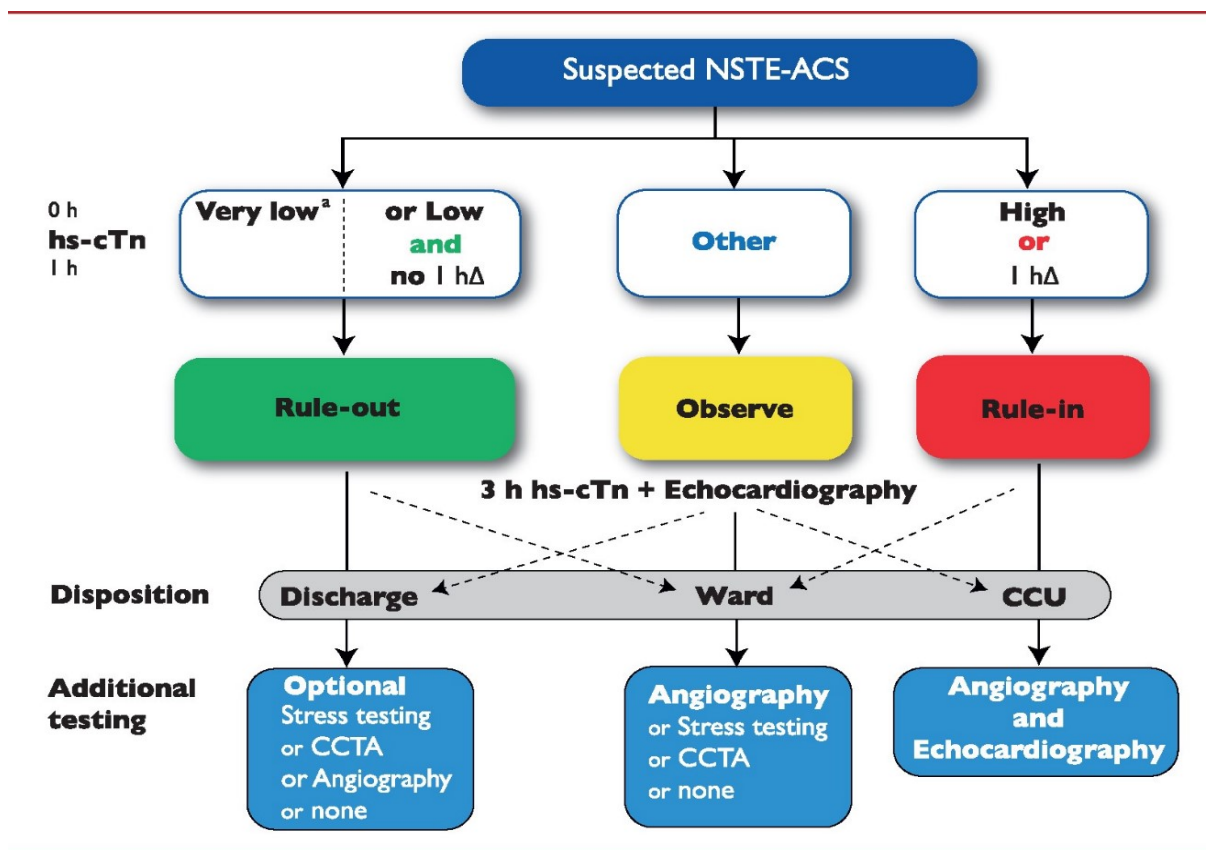 Suspected NSTE-ACS
0 h
hs-cTn
1 h
Very low^a
or Low
and
no 1 hΔ
Other
High
or
1 hΔ
Rule-out
Observe
Rule-in
3 h hs-cTn + Echocardiography
Disposition
Discharge
Ward
CCU
Additional
testing
Optional
Stress testing
or CCTA
or Angiography
or none
Angiography
or Stress testing
or CCTA
or none
Angiography
and
Echocardiography